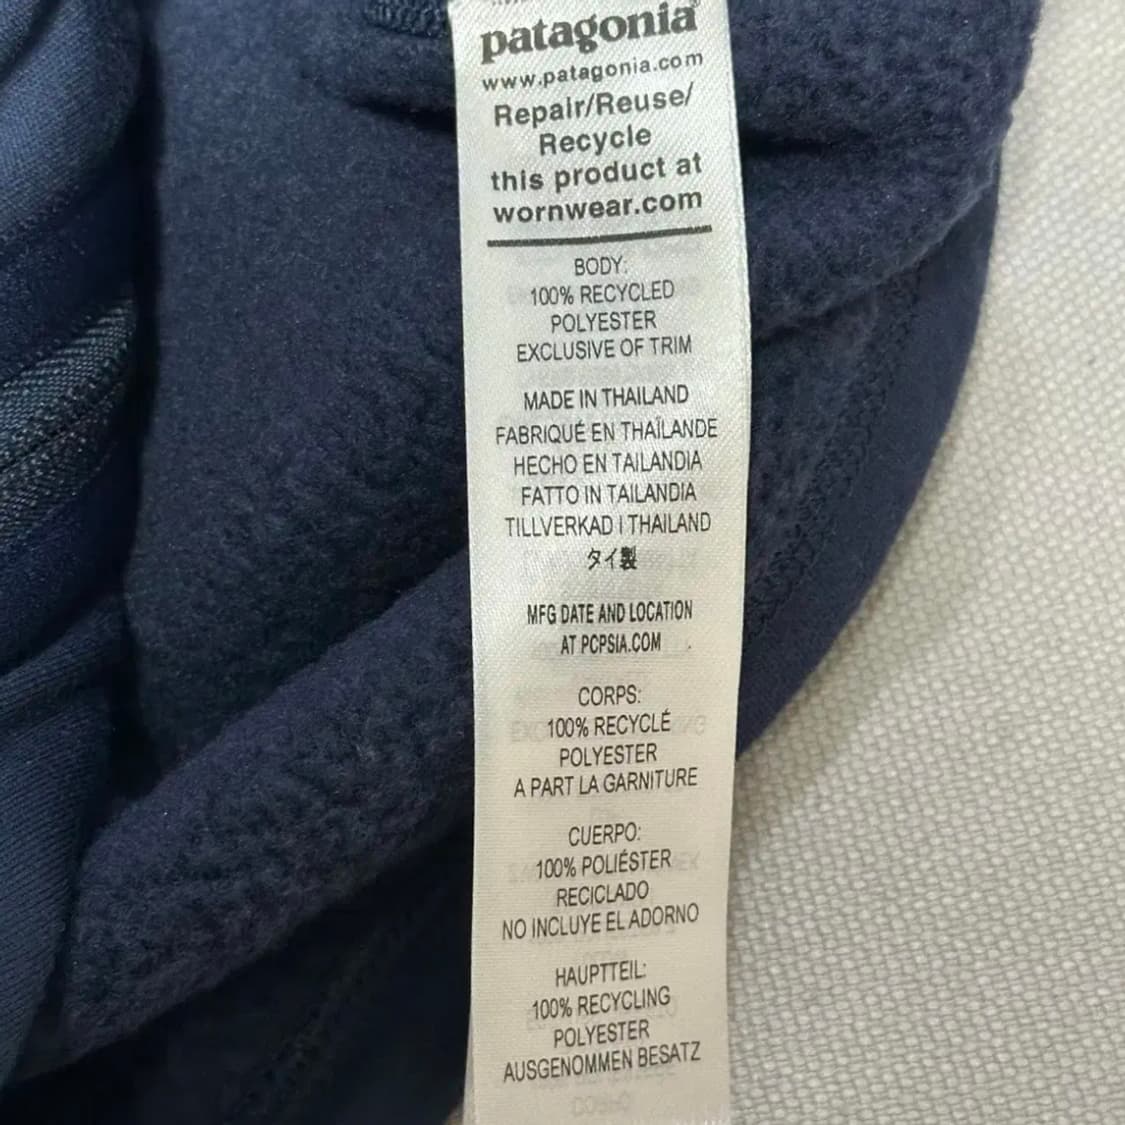 patagonia
www.patagonia.com
Repair/Reuse/
Recycle
this product at
wornwear.com
BODY:
100% RECYCLED
POLYESTER
EXCLUSIVE OF TRIM
MADE IN THAILAND
FABRIQUÉ EN THAÏLANDE
HECHO EN TAILANDIA
FATTO IN TAILANDIA
TILLVERKAD I THAILAND
タイ製
MFG DATE AND LOCATION
AT PCPSIA.COM
CORPS:
100% RECYCLÉ
POLYESTER
A PART LA GARNITURE
CUERPO:
100% POLIÉSTER
RECICLADO
NO INCLUYE EL ADORNO
HAUPTTEIL:
100% RECYCLING
POLYESTER
AUSGENOMMEN BESATZ